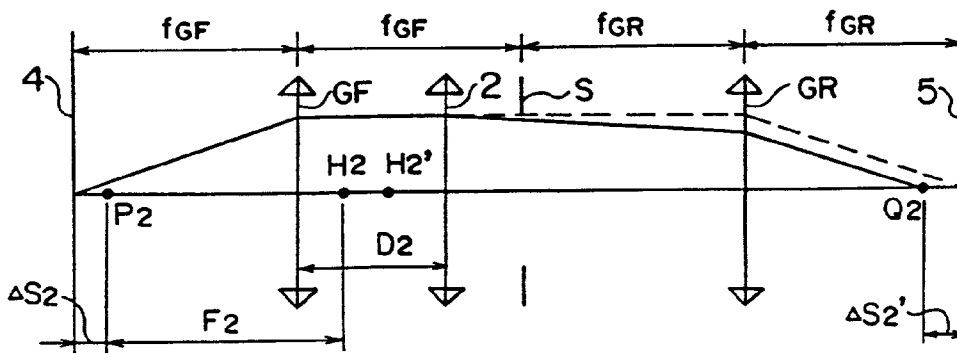 fGF fGF fGR fGR
4 GF 2 S GR 5
H2 H2'
P2 Q2
D2
ΔS2 F2 ΔS2'